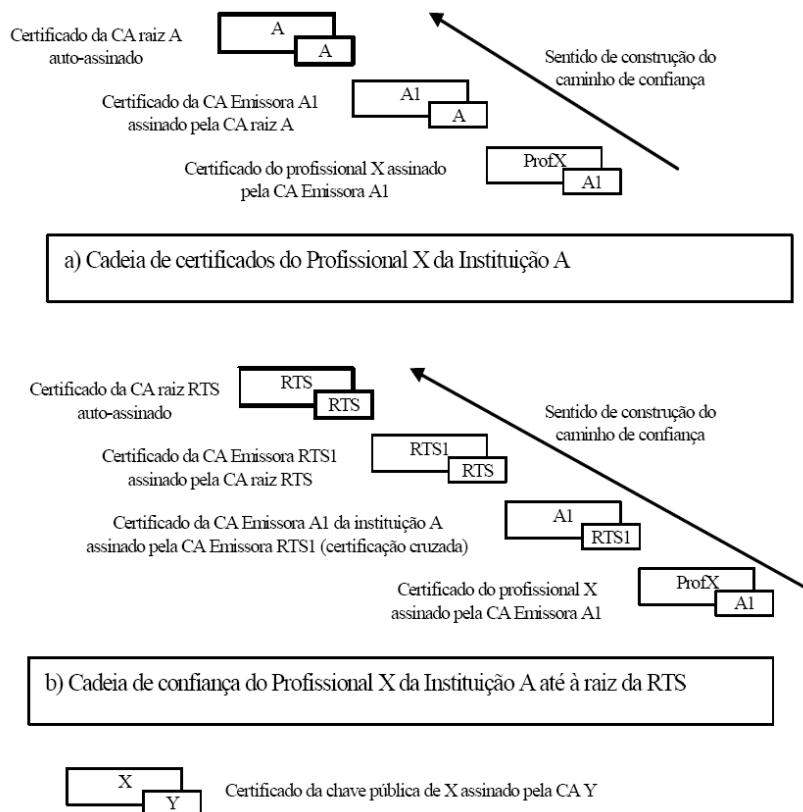 A
Certificado da CA raiz A
auto-assinado
A
Sentido de construção do
caminho de confiança
A1
Certificado da CA Emissora A1
assinado pela CA raiz A
A
ProfX
Certificado do profissional X assinado
pela CA Emissora A1
A1
a) Cadeia de certificados do Profissional X da Instituição A
RTS
Certificado da CA raiz RTS
auto-assinado
RTS
Sentido de construção do
caminho de confiança
RTS1
Certificado da CA Emissora RTS1
assinado pela CA raiz RTS
RTS
A1
Certificado da CA Emissora A1 da instituição A
assinado pela CA Emissora RTS1 (certificação cruzada)
RTS1
ProfX
Certificado do profissional X
assinado pela CA Emissora A1
A1
b) Cadeia de confiança do Profissional X da Instituição A até à raiz da RTS
X
Y
Certificado da chave pública de X assinado pela CA Y